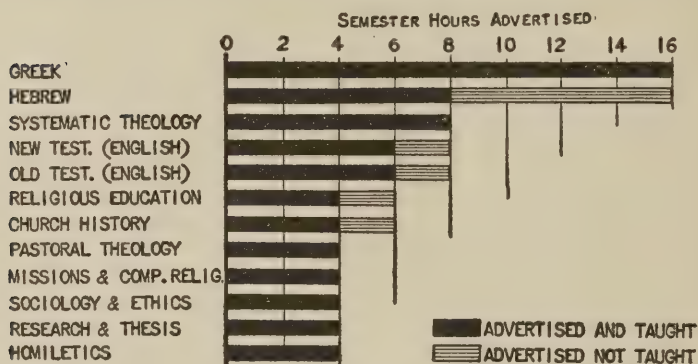 SEMESTER HOURS ADVERTISED
0 2 4 6 8 10 12 14 16
GREEK
HEBREW
SYSTEMATIC THEOLOGY
NEW TEST. (ENGLISH)
OLD TEST. (ENGLISH)
RELIGIOUS EDUCATION
CHURCH HISTORY
PASTORAL THEOLOGY
MISSIONS & COMP. RELIG.
SOCIOLOGY & ETHICS
RESEARCH & THESIS
HOMILETICS
ADVERTISED AND TAUGHT
ADVERTISED NOT TAUGHT